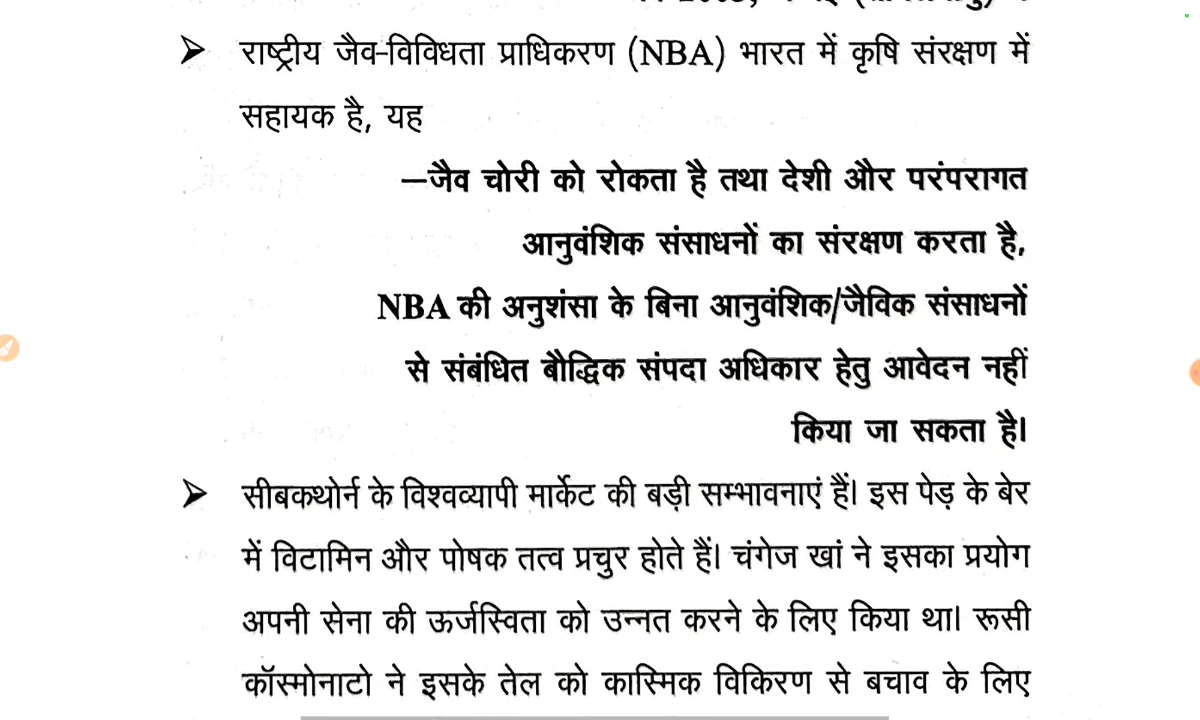 ➢ राष्ट्रीय जैव-विविधता प्राधिकरण (NBA) भारत में कृषि संरक्षण में
सहायक है, यह
–जैव चोरी को रोकता है तथा देशी और परंपरागत
आनुवंशिक संसाधनों का संरक्षण करता है,
NBA की अनुशंसा के बिना आनुवंशिक/जैविक संसाधनों
से संबंधित बौद्धिक संपदा अधिकार हेतु आवेदन नहीं
किया जा सकता है।
➢ सीबकथोर्न के विश्वव्यापी मार्केट की बड़ी सम्भावनाएं हैं। इस पेड़ के बेर
में विटामिन और पोषक तत्व प्रचुर होते हैं। चंगेज खां ने इसका प्रयोग
अपनी सेना की ऊर्जस्विता को उन्नत करने के लिए किया था। रूसी
कॉस्मोनाटो ने इसके तेल को कास्मिक विकिरण से बचाव के लिए